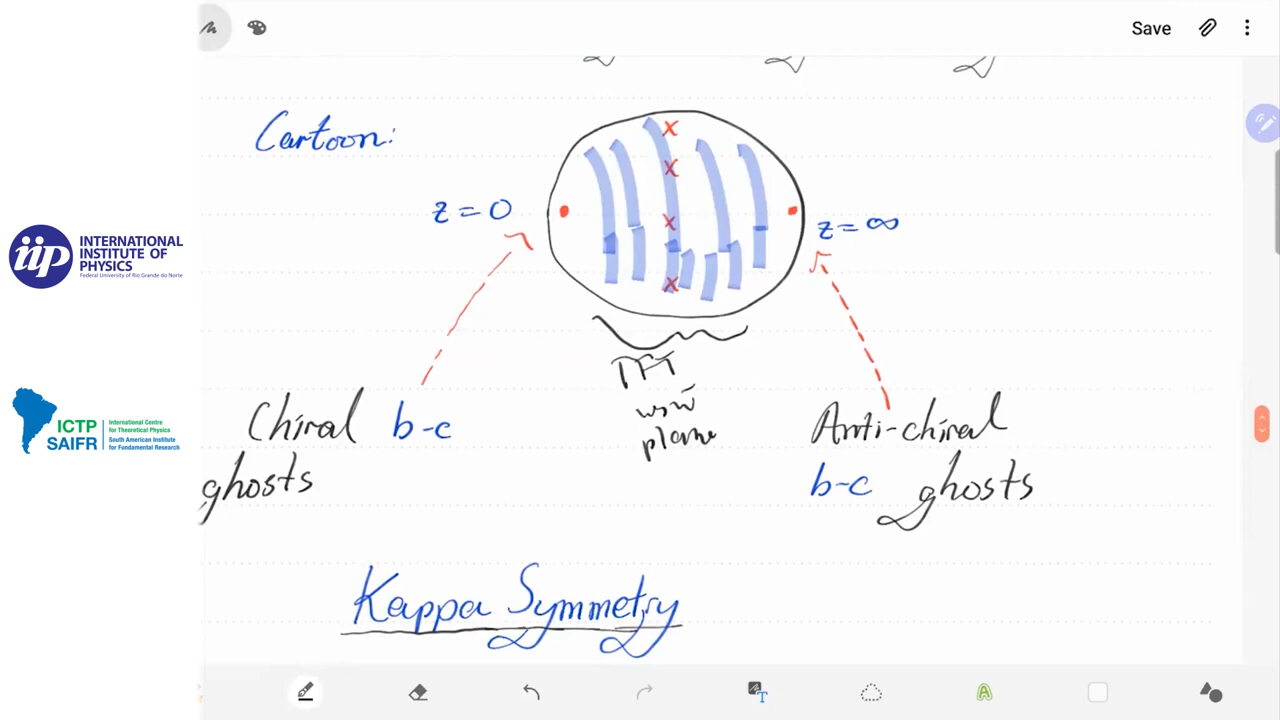 Save
Cartoon:
z = 0
z = ∞
x
x
x
x
TFT
plane
Chiral b-c
ghosts
Anti-chiral
b-c ghosts
Kappa Symmetry
iip INTERNATIONAL
INSTITUTE OF
PHYSICS
Federal University of Rio Grande do Norte
ICTP
SAIFR
International Centre
for Theoretical Physics
South American Institute
for Fundamental Research
T
A